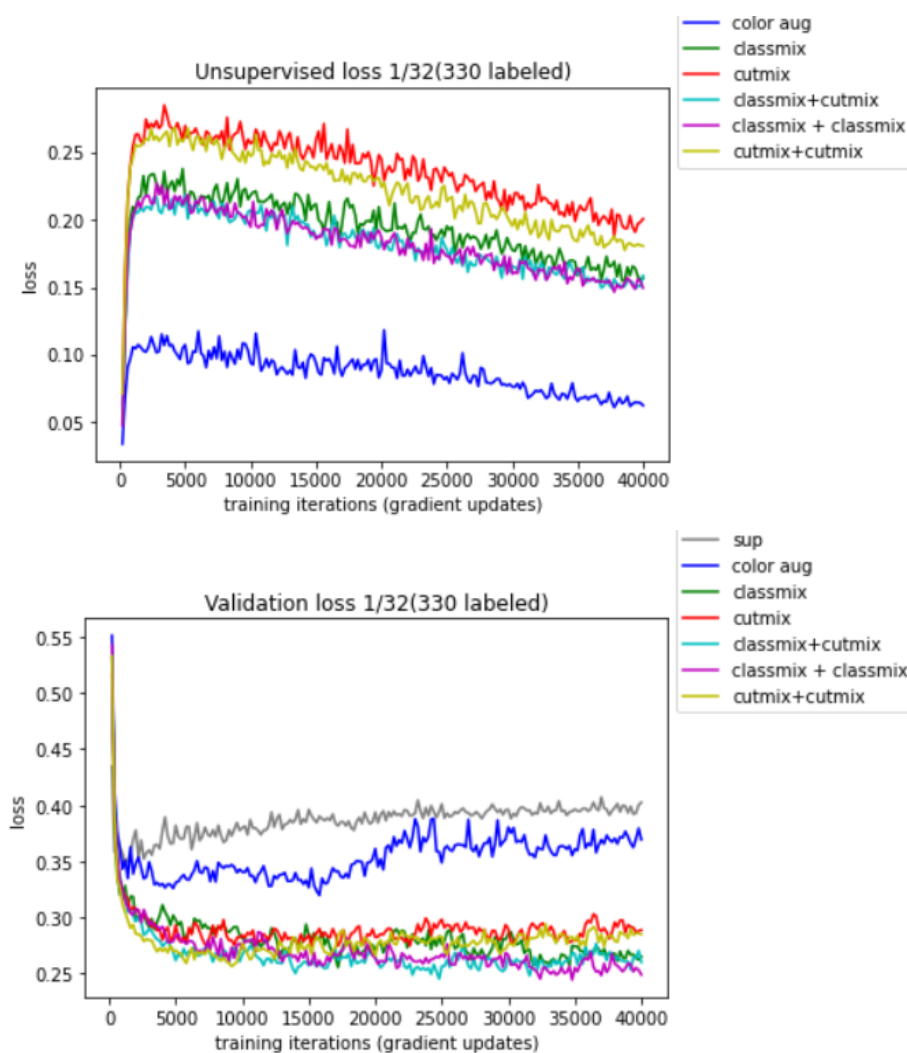 color aug
classmix
cutmix
classmix+cutmix
classmix + classmix
cutmix+cutmix
Unsupervised loss 1/32(330 labeled)
loss
0.25
0.20
0.15
0.10
0.05
0 5000 10000 15000 20000 25000 30000 35000 40000
training iterations (gradient updates)
sup
color aug
classmix
cutmix
classmix+cutmix
classmix + classmix
cutmix+cutmix
Validation loss 1/32(330 labeled)
loss
0.55
0.50
0.45
0.40
0.35
0.30
0.25
0 5000 10000 15000 20000 25000 30000 35000 40000
training iterations (gradient updates)